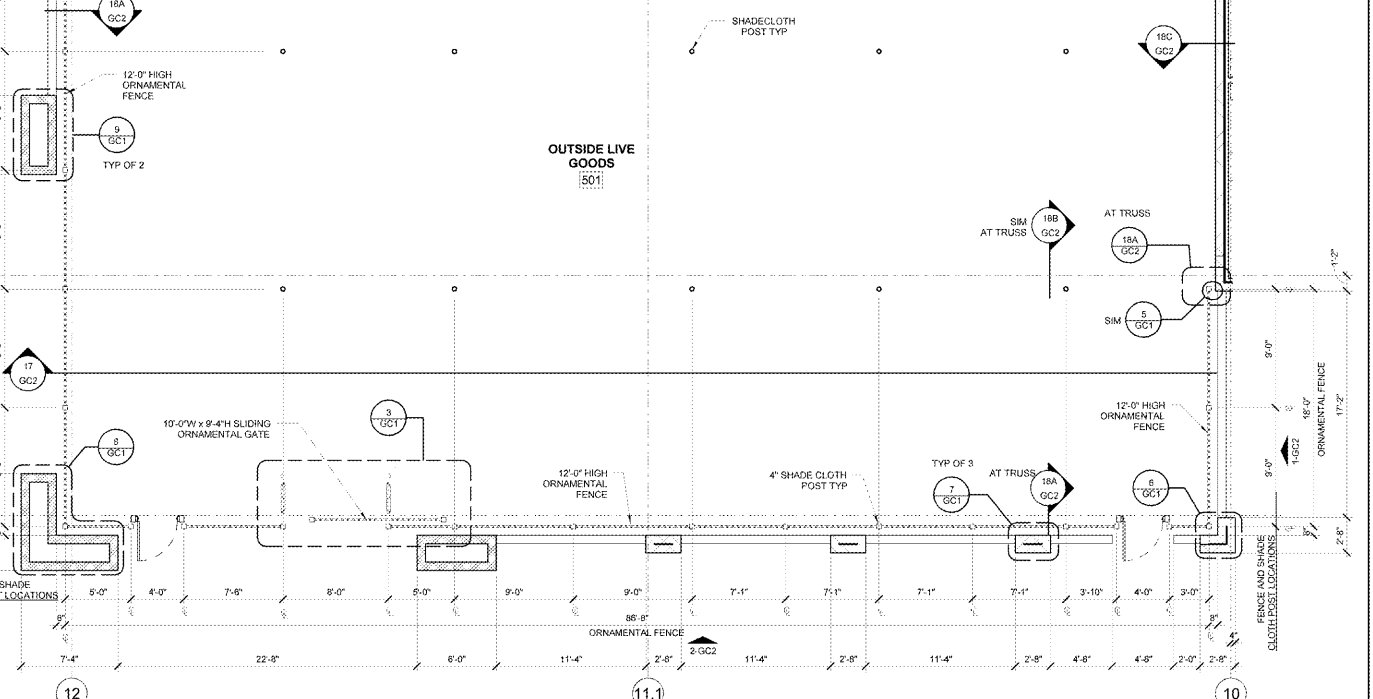 16A
GC2
SHADECLOTH
POST TYP
18C
GC2
12'-0" HIGH
ORNAMENTAL
FENCE
9
GC1
TYP OF 2
OUTSIDE LIVE
GOODS
501
SIM
AT TRUSS
18B
GC2
AT TRUSS
18A
GC2
1'-2"
SIM
5
GC1
17
GC2
9'-0"
18'-0"
ORNAMENTAL FENCE
17'-2"
10'-0"W x 9'-4"H SLIDING
ORNAMENTAL GATE
3
GC1
12'-0" HIGH
ORNAMENTAL
FENCE
GC1
12'-0" HIGH
ORNAMENTAL
FENCE
4" SHADE CLOTH
POST TYP
TYP OF 3
7
GC1
AT TRUSS
18A
GC2
GC1
9'-0"
1-GC2
8"
2'-8"
FENCE AND SHADE
CLOTH POST LOCATIONS
SHADE
LOCATIONS
5'-0"
4'-0"
7'-6"
8'-0"
5'-0"
9'-0"
9'-0"
7'-1"
7'-1"
7'-1"
7'-1"
3'-10"
4'-0"
3'-0"
8"
86'-8"
8"
ORNAMENTAL FENCE
2-GC2
4"
7'-4"
22'-8"
6'-0"
11'-4"
2'-8"
11'-4"
2'-8"
11'-4"
2'-8"
4'-6"
4'-6"
2'-0"
2'-8"
12
11.1
10